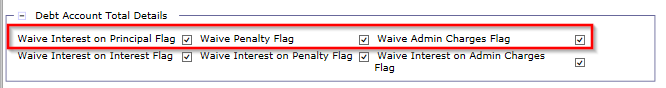 Debt Account Total Details
Waive Interest on Principal Flag Waive Penalty Flag Waive Admin Charges Flag
Waive Interest on Interest Flag Waive Interest on Penalty Flag Waive Interest on Admin Charges
Flag